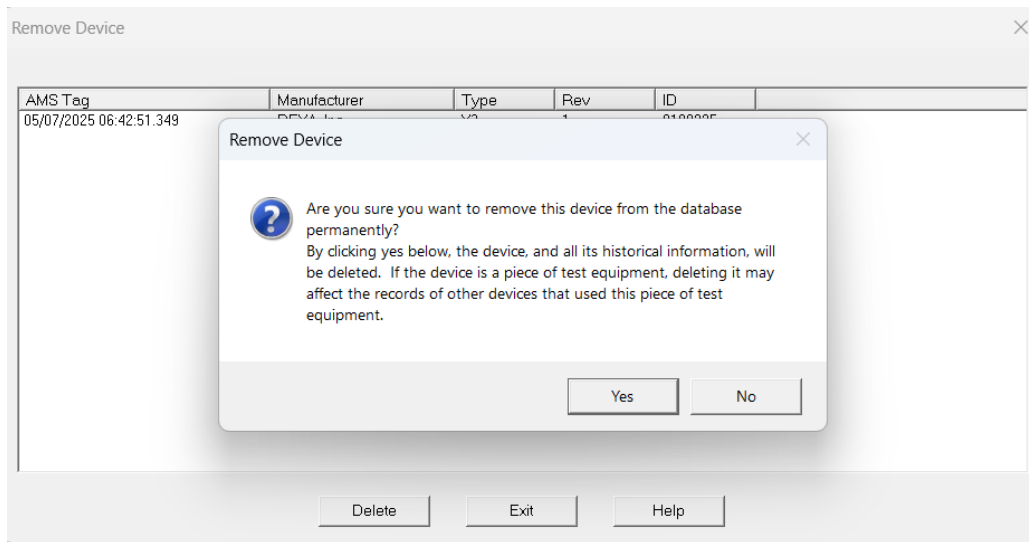 Remove Device
AMS Tag Manufacturer Type Rev ID
05/07/2025 06:42:51.349
Remove Device
Are you sure you want to remove this device from the database
permanently?
By clicking yes below, the device, and all its historical information, will
be deleted. If the device is a piece of test equipment, deleting it may
affect the records of other devices that used this piece of test
equipment.
Yes No
Delete Exit Help